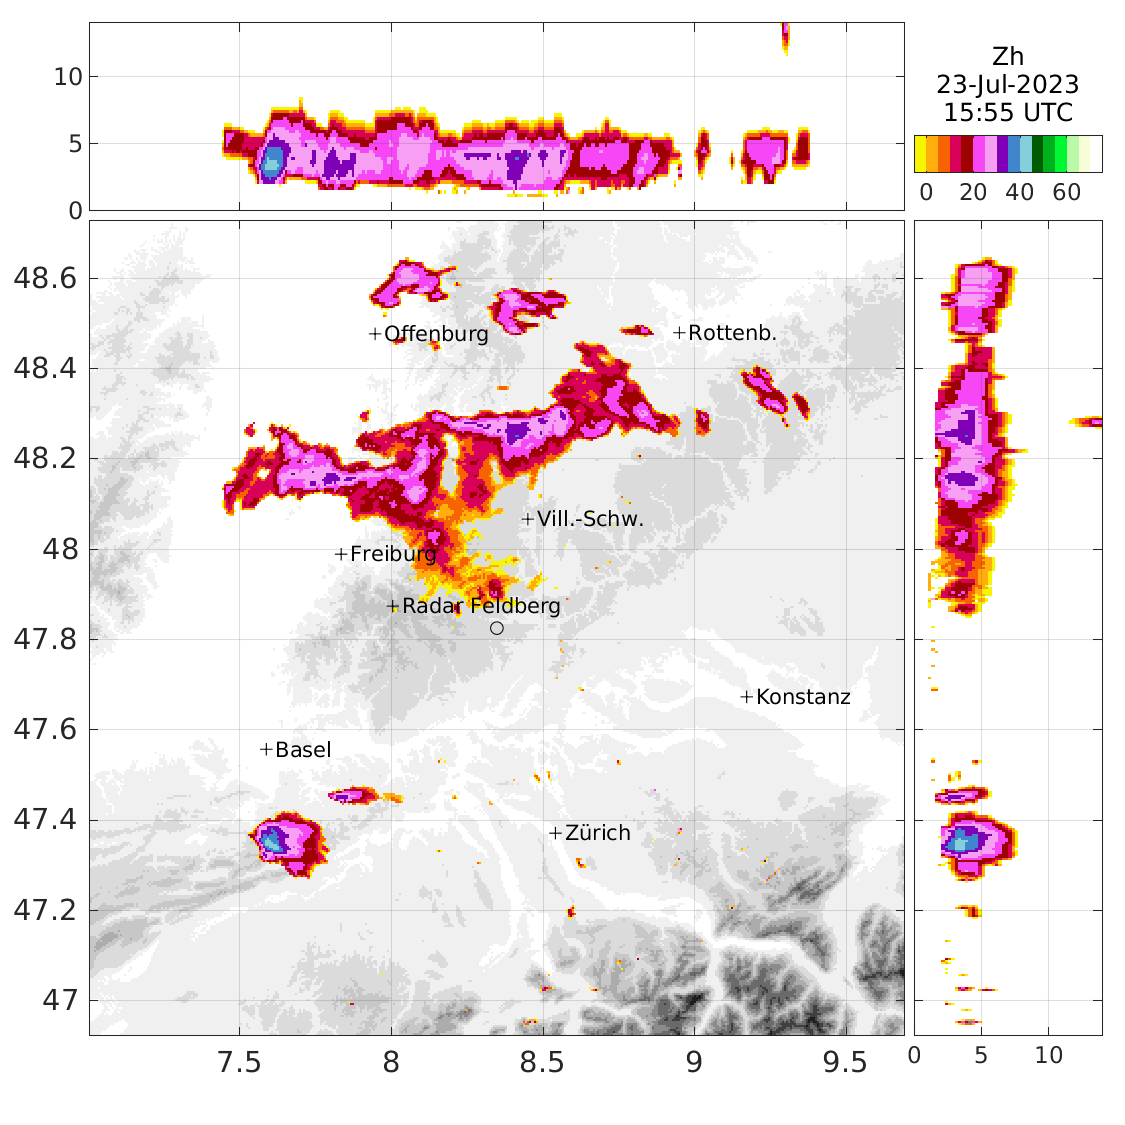 10
5
0
Zh
23-Jul-2023
15:55 UTC
0 20 40 60
48.6
48.4
48.2
48
47.8
47.6
47.4
47.2
47
Offenburg
Rottenb.
Vill.-Schw.
Freiburg
Radar Feldberg
Konstanz
Basel
Zürich
7.5 8 8.5 9 9.5
0 5 10